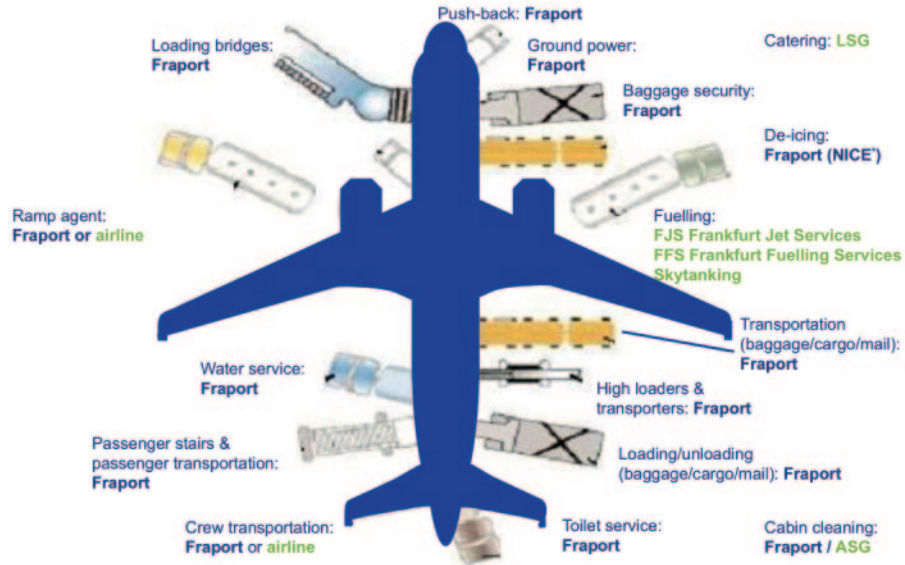 Push-back: Fraport
Loading bridges:
Fraport
Ground power:
Fraport
Catering: LSG
Baggage security:
Fraport
De-icing:
Fraport (NICE*)
Ramp agent:
Fraport or airline
Fuelling:
FJS Frankfurt Jet Services
FFS Frankfurt Fuelling Services
Skytanking
Transportation
(baggage/cargo/mail):
Fraport
Water service:
Fraport
High loaders &
transporters: Fraport
Passenger stairs &
passenger transportation:
Fraport
Loading/unloading
(baggage/cargo/mail): Fraport
Crew transportation:
Fraport or airline
Toilet service:
Fraport
Cabin cleaning:
Fraport / ASG